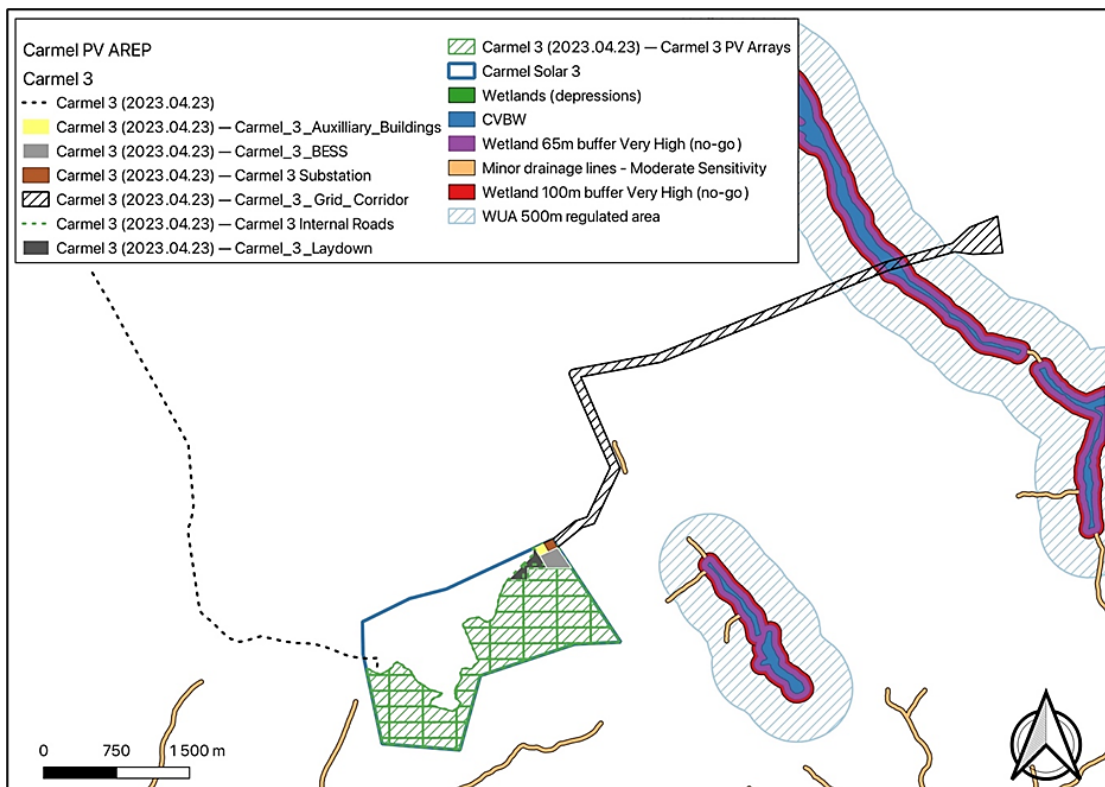 Carmel PV AREP
Carmel 3
Carmel 3 (2023.04.23)
Carmel 3 (2023.04.23) — Carmel_3_Auxilliary_Buildings
Carmel 3 (2023.04.23) — Carmel_3_BESS
Carmel 3 (2023.04.23) — Carmel 3 Substation
Carmel 3 (2023.04.23) — Carmel_3_Grid_Corridor
Carmel 3 (2023.04.23) — Carmel 3 Internal Roads
Carmel 3 (2023.04.23) — Carmel_3_Laydown
Carmel 3 (2023.04.23) — Carmel 3 PV Arrays
Carmel Solar 3
Wetlands (depressions)
CVBW
Wetland 65m buffer Very High (no-go)
Minor drainage lines - Moderate Sensitivity
Wetland 100m buffer Very High (no-go)
WUA 500m regulated area
0 750 1 500 m